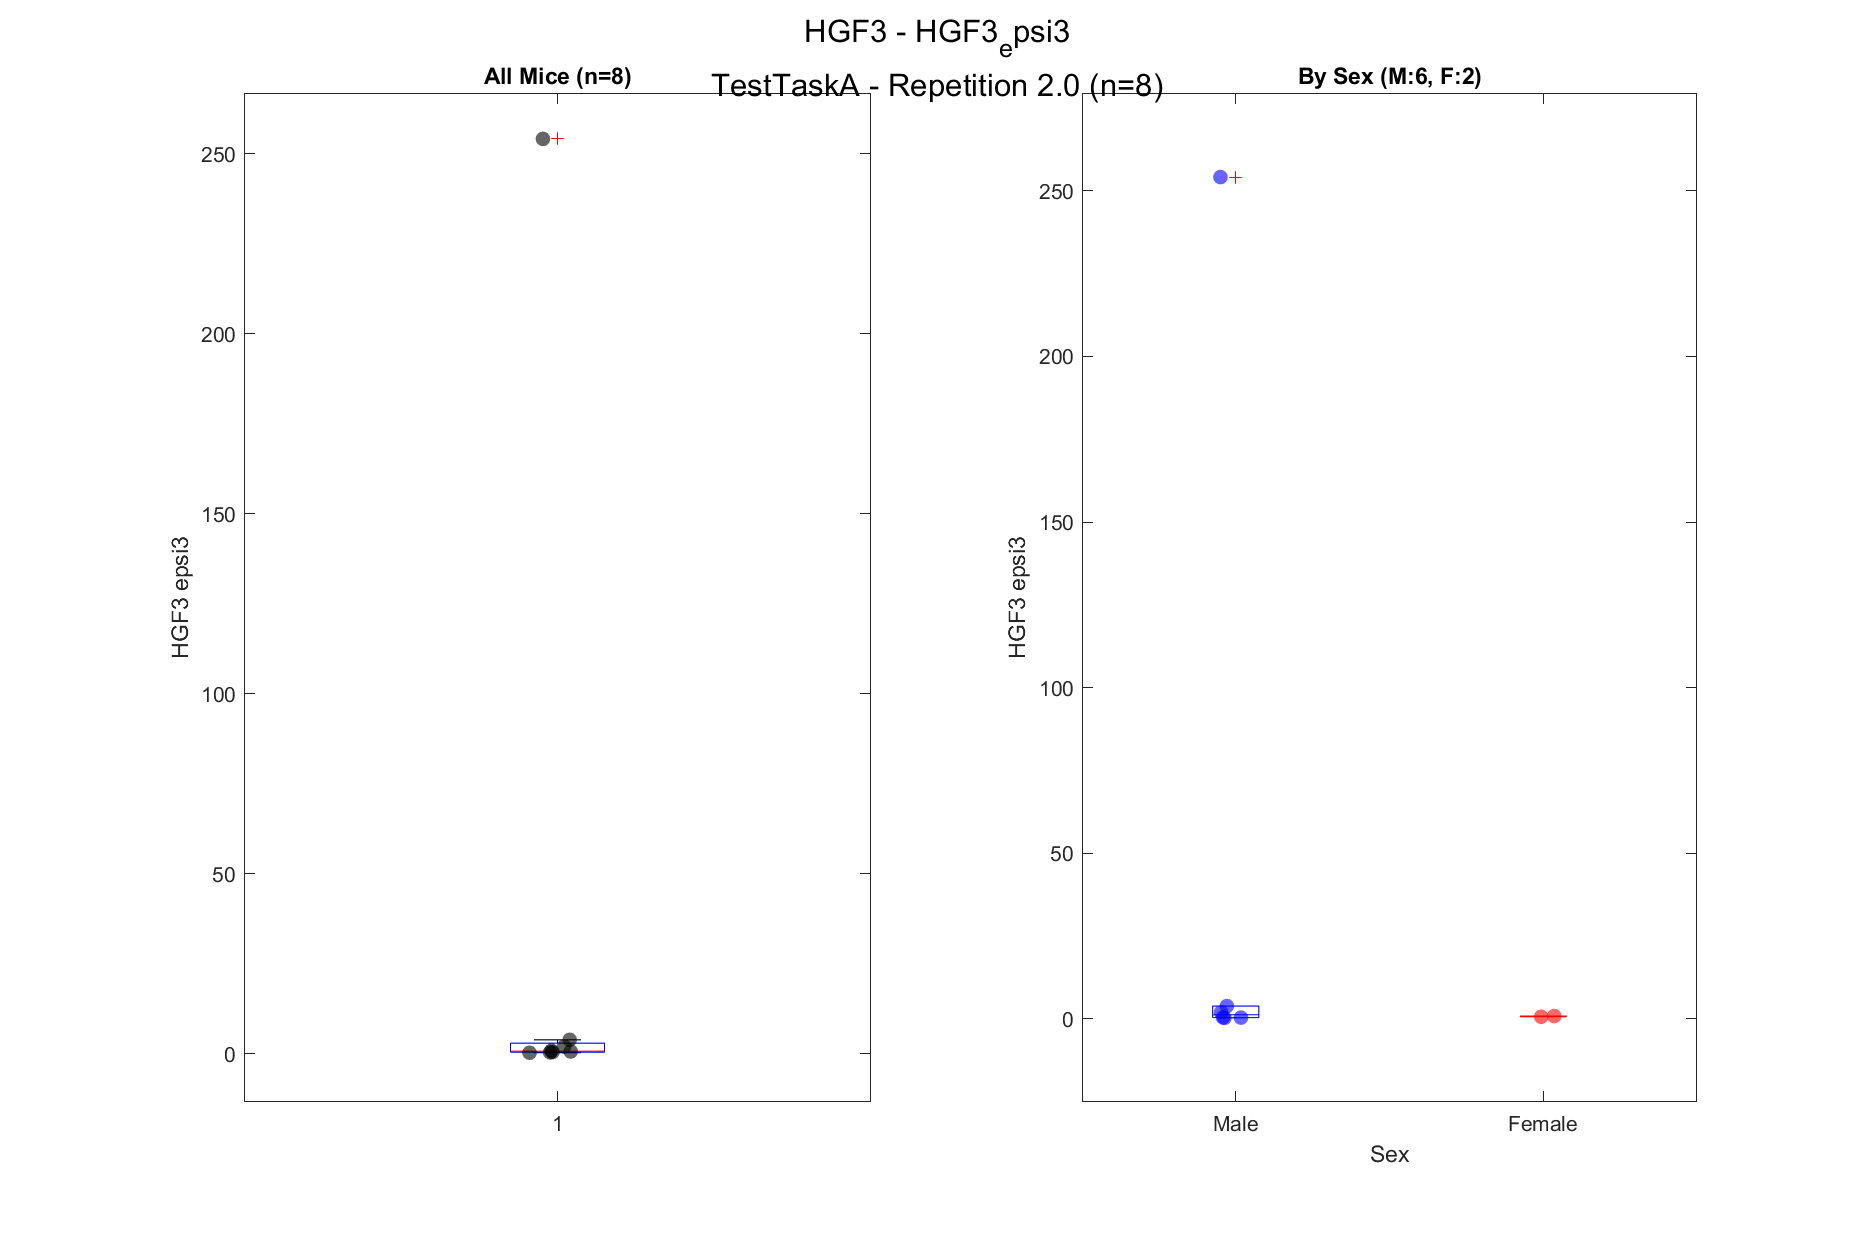 HGF3 - HGF3_epsi3
TestTaskA - Repetition 2.0 (n=8)
All Mice (n=8)
250
200
150
100
50
0
HGF3 epsi3
1
By Sex (M:6, F:2)
250
200
150
100
50
0
HGF3 epsi3
Male
Female
Sex